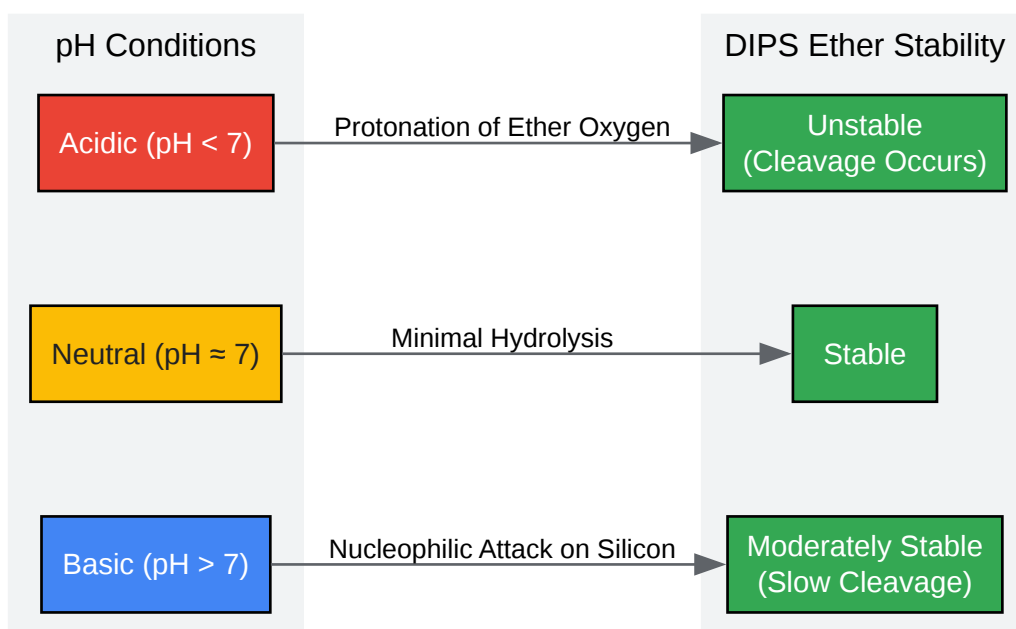 pH Conditions
DIPS Ether Stability
Acidic (pH < 7)
Protonation of Ether Oxygen
Unstable
(Cleavage Occurs)
Neutral (pH ≈ 7)
Minimal Hydrolysis
Stable
Basic (pH > 7)
Nucleophilic Attack on Silicon
Moderately Stable
(Slow Cleavage)